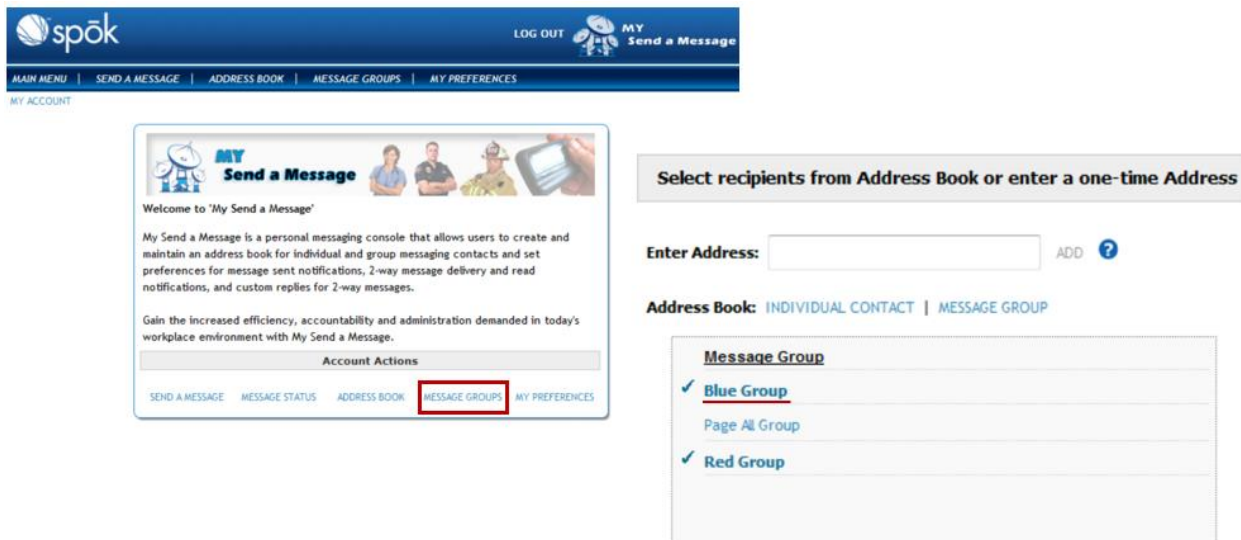 spōk
LOG OUT
MY
Send a Message
MAIN MENU | SEND A MESSAGE | ADDRESS BOOK | MESSAGE GROUPS | MY PREFERENCES
MY ACCOUNT
MY
Send a Message
Welcome to 'My Send a Message'
My Send a Message is a personal messaging console that allows users to create and
maintain an address book for individual and group messaging contacts and set
preferences for message sent notifications, 2-way message delivery and read
notifications, and custom replies for 2-way messages.
Gain the increased efficiency, accountability and administration demanded in today's
workplace environment with My Send a Message.
Account Actions
SEND A MESSAGE MESSAGE STATUS ADDRESS BOOK MESSAGE GROUPS MY PREFERENCES
Select recipients from Address Book or enter a one-time Address
Enter Address: ADD ?
Address Book: INDIVIDUAL CONTACT | MESSAGE GROUP
Message Group
✓ Blue Group
Page All Group
✓ Red Group